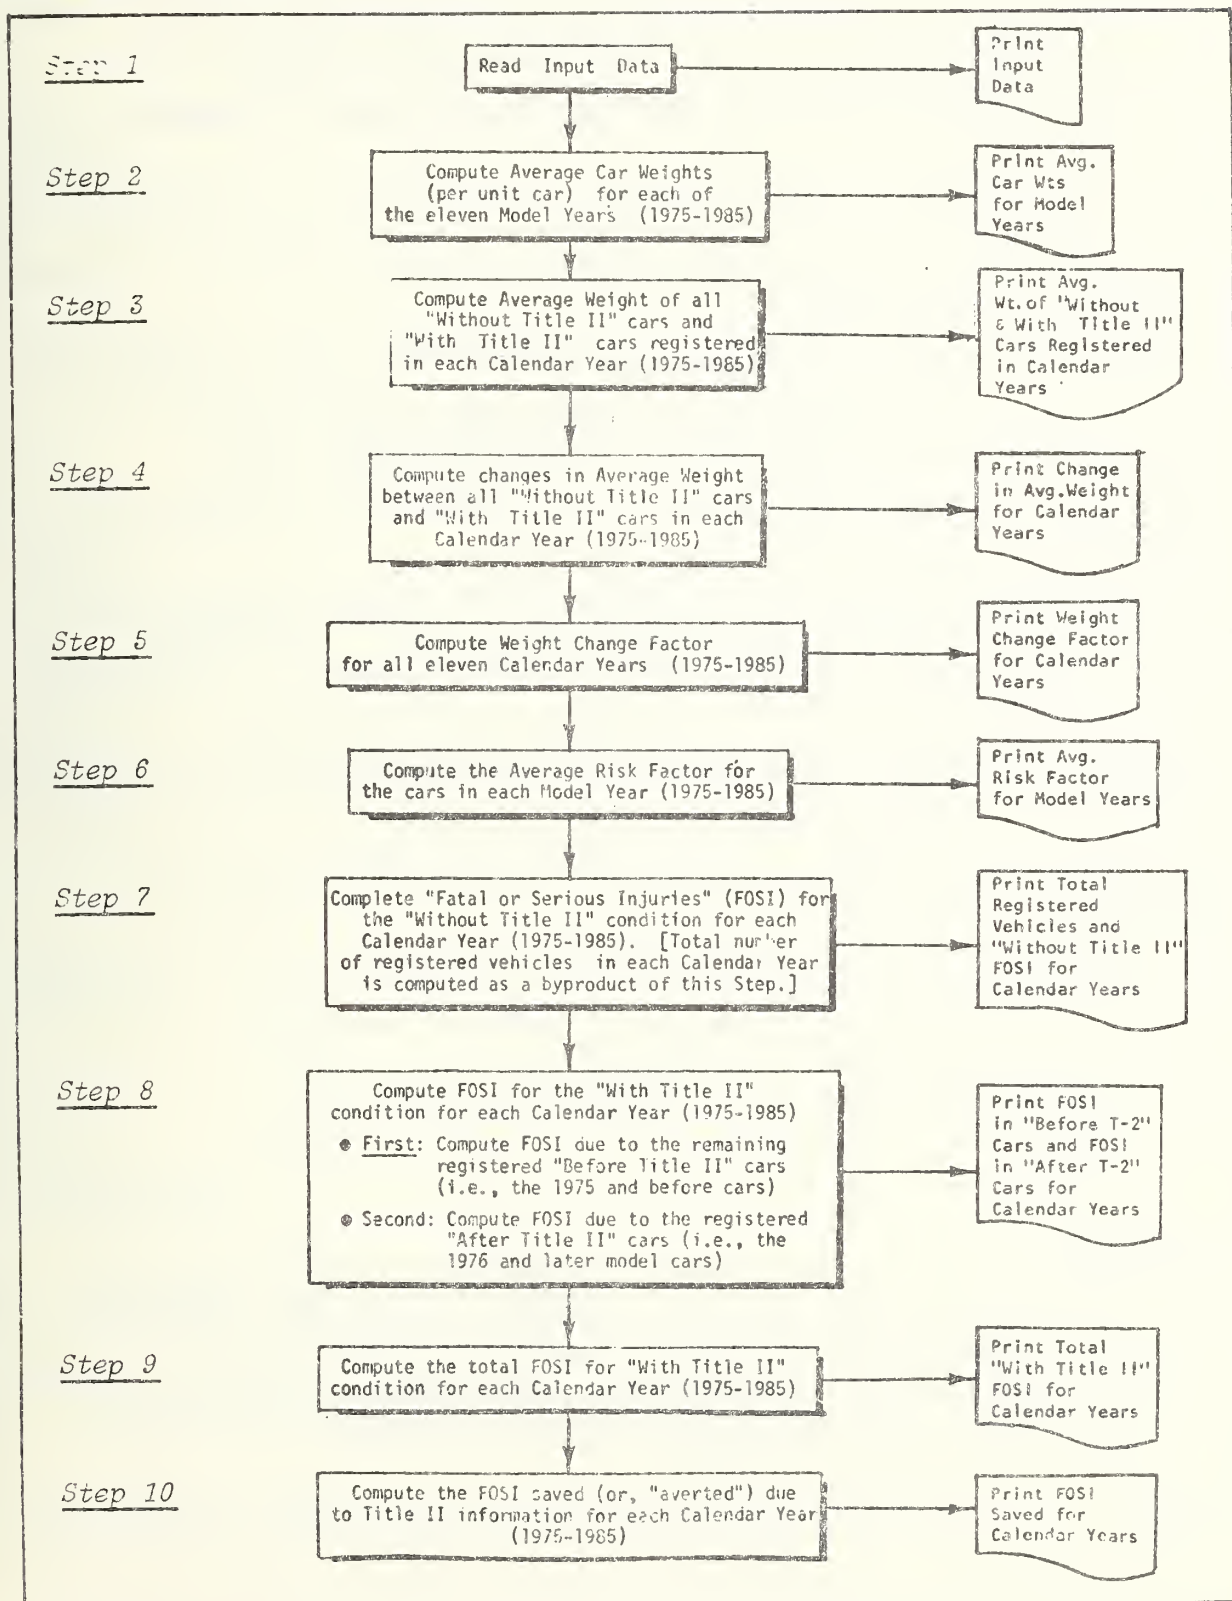 Step 1
Read Input Data
Print
Input
Data
Step 2
Compute Average Car Weights
(per unit car) for each of
the eleven Model Years (1975-1985)
Print Avg.
Car Wts
for Model
Years
Step 3
Compute Average Weight of all
"Without Title II" cars and
"With Title II" cars registered
in each Calendar Year (1975-1985)
Print Avg.
Wt. of "Without
& With Title II"
Cars Registered
in Calendar
Years
Step 4
Compute changes in Average Weight
between all "Without Title II" cars
and "With Title II" cars in each
Calendar Year (1975-1985)
Print Change
in Avg.Weight
for Calendar
Years
Step 5
Compute Weight Change Factor
for all eleven Calendar Years (1975-1985)
Print Weight
Change Factor
for Calendar
Years
Step 6
Compute the Average Risk Factor for
the cars in each Model Year (1975-1985)
Print Avg.
Risk Factor
for Model Years
Step 7
Complete "Fatal or Serious Injuries" (FOSI) for
the "Without Title II" condition for each
Calendar Year (1975-1985). [Total number
of registered vehicles in each Calendar Year
is computed as a byproduct of this Step.]
Print Total
Registered
Vehicles and
"Without Title II"
FOSI for
Calendar Years
Step 8
Compute FOSI for the "With Title II"
condition for each Calendar Year (1975-1985)
● First: Compute FOSI due to the remaining
registered "Before Title II" cars
(i.e., the 1975 and before cars)
● Second: Compute FOSI due to the registered
"After Title II" cars (i.e., the
1976 and later model cars)
Print FOSI
in "Before T-2"
Cars and FOSI
in "After T-2"
Cars for
Calendar Years
Step 9
Compute the total FOSI for "With Title II"
condition for each Calendar Year (1975-1985)
Print Total
"With Title II"
FOSI for
Calendar Years
Step 10
Compute the FOSI saved (or, "averted") due
to Title II information for each Calendar Year
(1975-1985)
Print FOSI
Saved for
Calendar Years